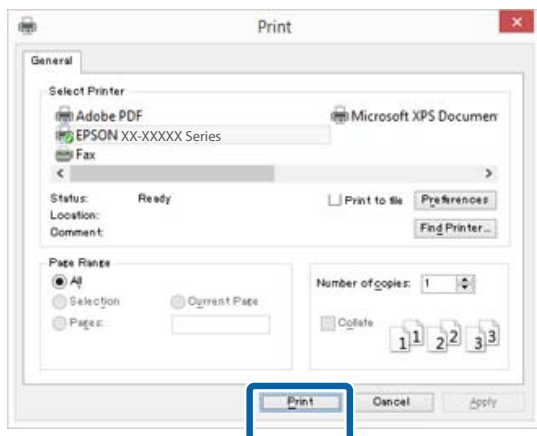 Print
General
Select Printer
Adobe PDF
Microsoft XPS Documen
EPSON XX-XXXXX Series
Fax
Status: Ready
Print to file
Preferences
Location:
Comment:
Find Printer...
Page Range
All
Selection
Current Page
Pages:
Number of copies: 1
Collate
1 1 2 2 3 3
Print
Cancel
Apply